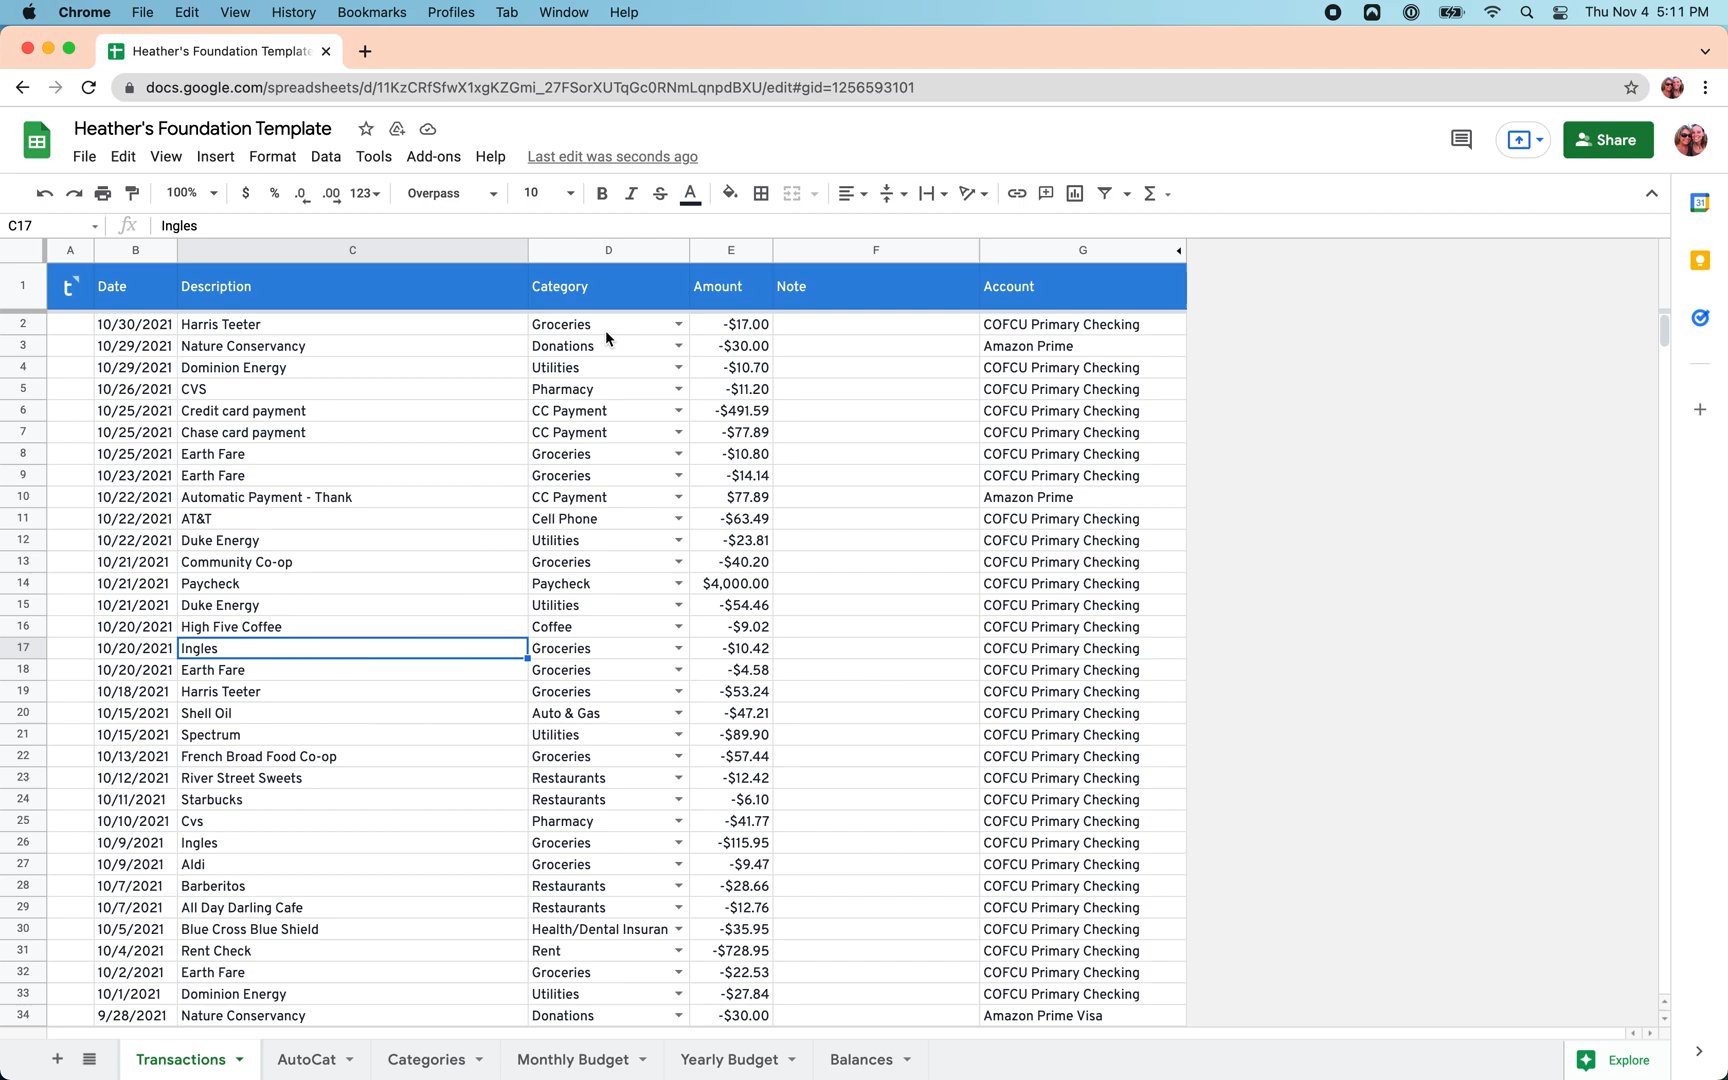 Chrome File Edit View History Bookmarks Profiles Tab Window Help Thu Nov 4 5:11 PM
Heather's Foundation Template
docs.google.com/spreadsheets/d/11KzCRfSfwX1xgKZGmi_27FSorXUTqGc0RNmLqnpdBXU/edit#gid=1256593101
Heather's Foundation Template
File Edit View Insert Format Data Tools Add-ons Help Last edit was seconds ago
Share
100% $ % .0 .00 123 Overpass 10 B I S A Σ
31
C17 fx Ingles
A B C D E F G
1 t Date Description Category Amount Note Account
2 10/30/2021 Harris Teeter Groceries -$17.00 COFCU Primary Checking
3 10/29/2021 Nature Conservancy Donations -$30.00 Amazon Prime
4 10/29/2021 Dominion Energy Utilities -$10.70 COFCU Primary Checking
5 10/26/2021 CVS Pharmacy -$11.20 COFCU Primary Checking
6 10/25/2021 Credit card payment CC Payment -$491.59 COFCU Primary Checking
7 10/25/2021 Chase card payment CC Payment -$77.89 COFCU Primary Checking
8 10/25/2021 Earth Fare Groceries -$10.80 COFCU Primary Checking
9 10/23/2021 Earth Fare Groceries -$14.14 COFCU Primary Checking
10 10/22/2021 Automatic Payment - Thank CC Payment $77.89 Amazon Prime
11 10/22/2021 AT&T Cell Phone -$63.49 COFCU Primary Checking
12 10/22/2021 Duke Energy Utilities -$23.81 COFCU Primary Checking
13 10/21/2021 Community Co-op Groceries -$40.20 COFCU Primary Checking
14 10/21/2021 Paycheck Paycheck $4,000.00 COFCU Primary Checking
15 10/21/2021 Duke Energy Utilities -$54.46 COFCU Primary Checking
16 10/20/2021 High Five Coffee Coffee -$9.02 COFCU Primary Checking
17 10/20/2021 Ingles Groceries -$10.42 COFCU Primary Checking
18 10/20/2021 Earth Fare Groceries -$4.58 COFCU Primary Checking
19 10/18/2021 Harris Teeter Groceries -$53.24 COFCU Primary Checking
20 10/15/2021 Shell Oil Auto & Gas -$47.21 COFCU Primary Checking
21 10/15/2021 Spectrum Utilities -$89.90 COFCU Primary Checking
22 10/13/2021 French Broad Food Co-op Groceries -$57.44 COFCU Primary Checking
23 10/12/2021 River Street Sweets Restaurants -$12.42 COFCU Primary Checking
24 10/11/2021 Starbucks Restaurants -$6.10 COFCU Primary Checking
25 10/10/2021 Cvs Pharmacy -$41.77 COFCU Primary Checking
26 10/9/2021 Ingles Groceries -$115.95 COFCU Primary Checking
27 10/9/2021 Aldi Groceries -$9.47 COFCU Primary Checking
28 10/7/2021 Barberitos Restaurants -$28.66 COFCU Primary Checking
29 10/7/2021 All Day Darling Cafe Restaurants -$12.76 COFCU Primary Checking
30 10/5/2021 Blue Cross Blue Shield Health/Dental Insuran -$35.95 COFCU Primary Checking
31 10/4/2021 Rent Check Rent -$728.95 COFCU Primary Checking
32 10/2/2021 Earth Fare Groceries -$22.53 COFCU Primary Checking
33 10/1/2021 Dominion Energy Utilities -$27.84 COFCU Primary Checking
34 9/28/2021 Nature Conservancy Donations -$30.00 Amazon Prime Visa
Transactions AutoCat Categories Monthly Budget Yearly Budget Balances Explore